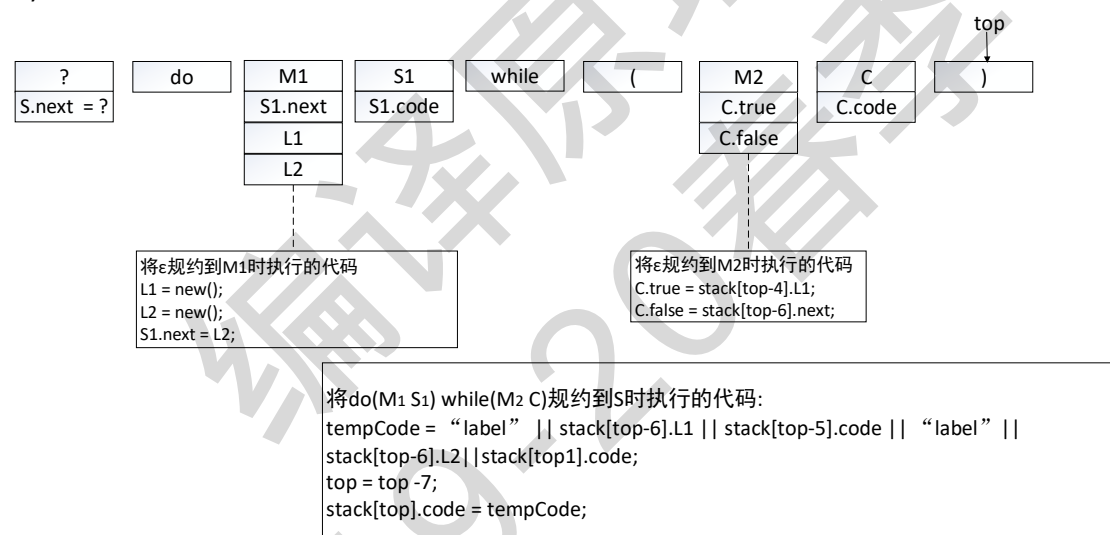 top
? do M1 S1 while ( M2 C )
S.next = ? S1.next S1.code C.true C.code
L1 C.false
L2
将ε规约到M1时执行的代码
L1 = new();
L2 = new();
S1.next = L2;
将ε规约到M2时执行的代码
C.true = stack[top-4].L1;
C.false = stack[top-6].next;
将do(M1 S1) while(M2 C)规约到S时执行的代码:
tempCode = “label” || stack[top-6].L1 || stack[top-5].code || “label” ||
stack[top-6].L2||stack[top1].code;
top = top -7;
stack[top].code = tempCode;